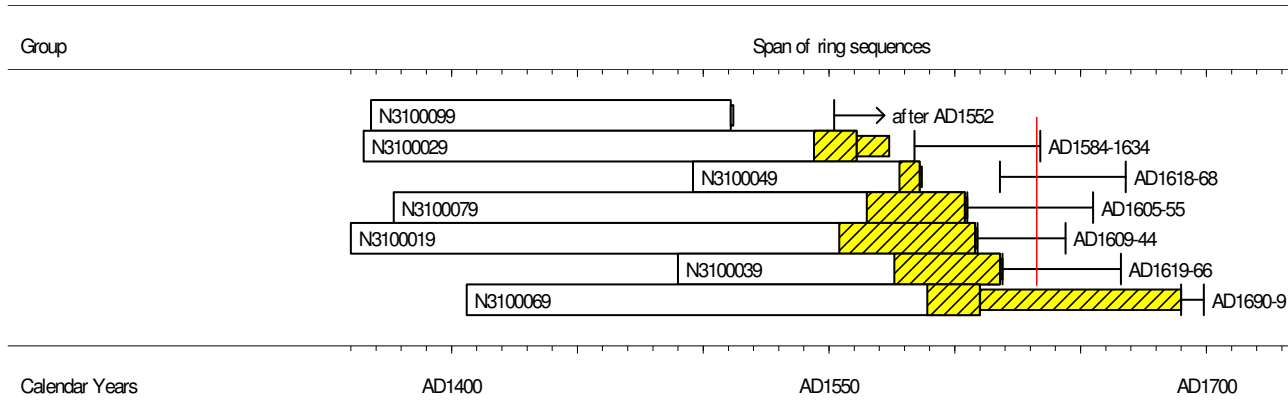 Group Span of ring sequences
N3100099 after AD1552
N3100029 AD1584-1634
N3100049 AD1618-68
N3100079 AD1605-55
N3100019 AD1609-44
N3100039 AD1619-66
N3100069 AD1690-9
Calendar Years AD1400 AD1550 AD1700